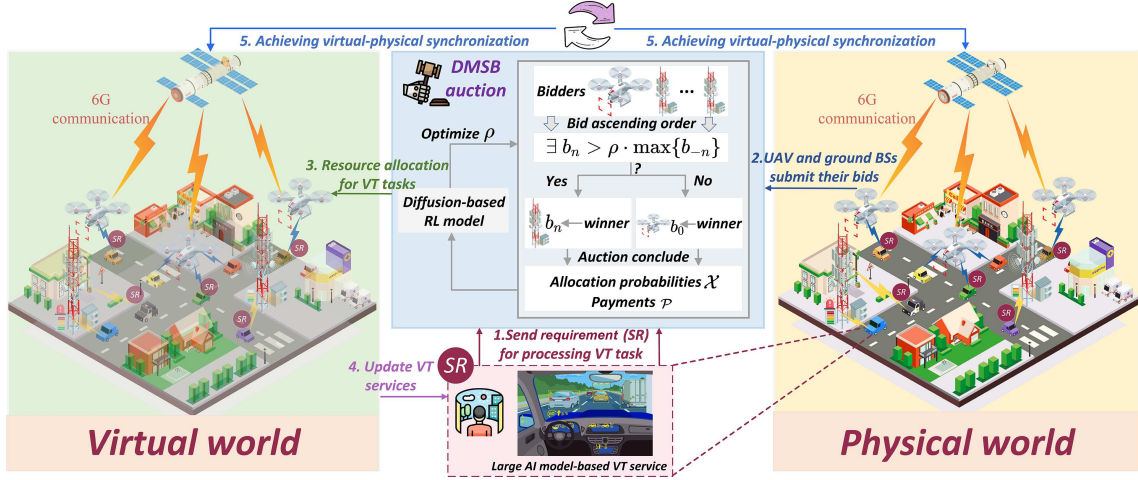 5. Achieving virtual-physical synchronization
5. Achieving virtual-physical synchronization
6G
communication
DMSB
auction
Optimize ρ
Diffusion-based
RL model
Bidders
...
Bid ascending order
∃ b_n > ρ · max{b_{-n}}
?
Yes
No
b_n
winner
b_0
winner
Auction conclude
Allocation probabilities 𝒳
Payments 𝒫
3. Resource allocation
for VT tasks
2.UAV and ground BSs
submit their bids
6G
communication
SR
SR
SR
SR
SR
SR
SR
SR
SR
SR
1.Send requirement (SR)
for processing VT task
4. Update VT
services
SR
Large AI model-based VT service
Virtual world
Physical world